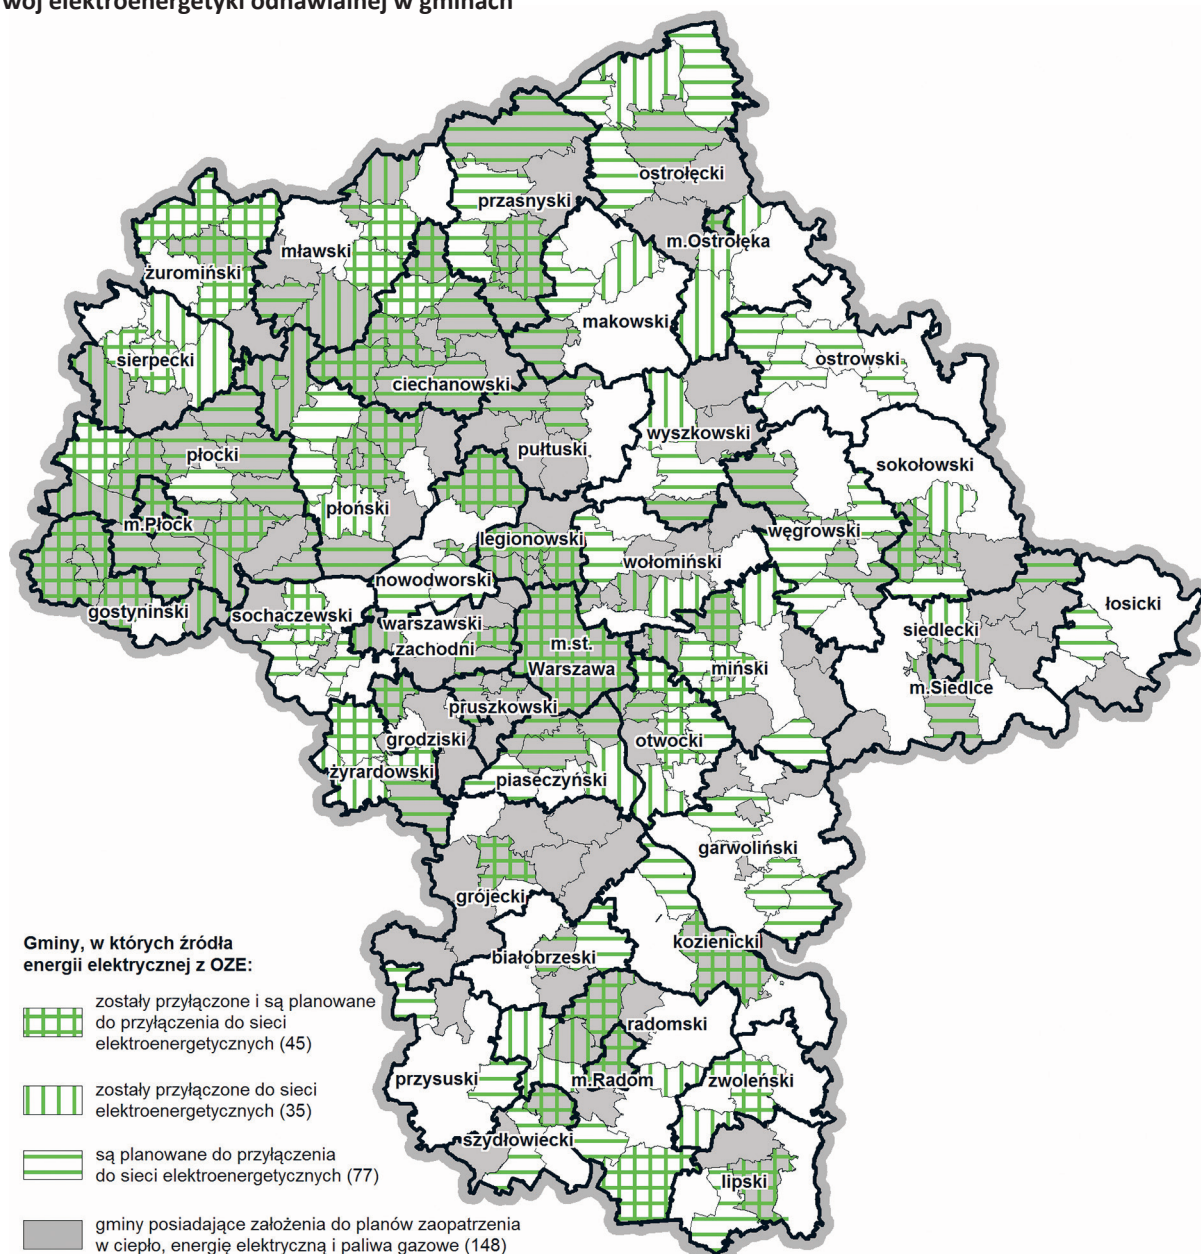 wój elektroenergetyki odnawialnej w gminach
ostrołęcki
przasnyski
m.Ostrołęka
mławski
żuromiński
makowski
sierpecki
ostrowski
ciechanowski
wyszkowski
pułtuski
płocki
sokołowski
płoński
m.Płock
węgrowski
legionowski
wołomiński
nowodworski
łosicki
gostyniński
sochaczewski
warszawski
zachodni
siedlecki
m.st.
Warszawa
miński
m.Siedlce
pruszkowski
grodziski
otwocki
żyrardowski
piaseczyński
garwoliński
grójecki
kozienicki
białobrzeski
radomski
przysuski
m.Radom
zwoleński
szydłowiecki
lipski
Gminy, w których źródła
energii elektrycznej z OZE:
zostały przyłączone i są planowane
do przyłączenia do sieci
elektroenergetycznych (45)
zostały przyłączone do sieci
elektroenergetycznych (35)
są planowane do przyłączenia
do sieci elektroenergetycznych (77)
gminy posiadające założenia do planów zaopatrzenia
w ciepło, energię elektryczną i paliwa gazowe (148)